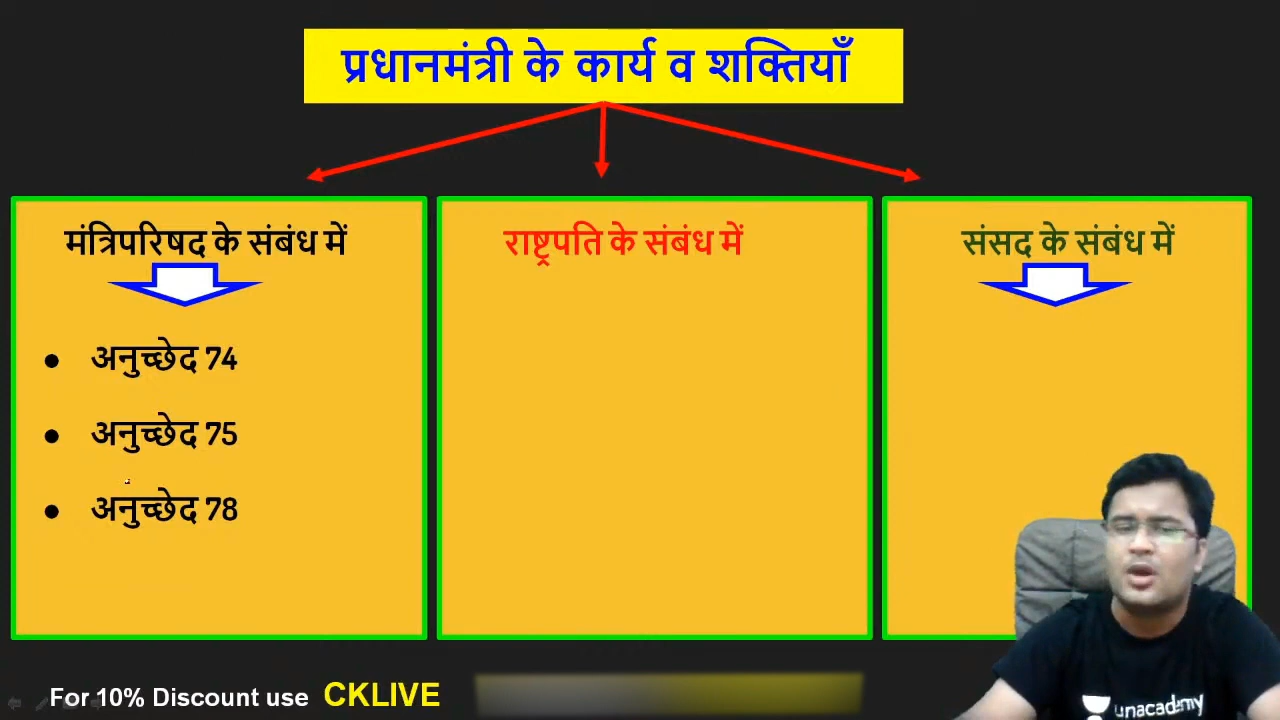 प्रधानमंत्री के कार्य व शक्तियाँ
मंत्रिपरिषद के संबंध में
राष्ट्रपति के संबंध में
संसद के संबंध में
● अनुच्छेद 74
● अनुच्छेद 75
● अनुच्छेद 78
For 10% Discount use CKLIVE
unacademy